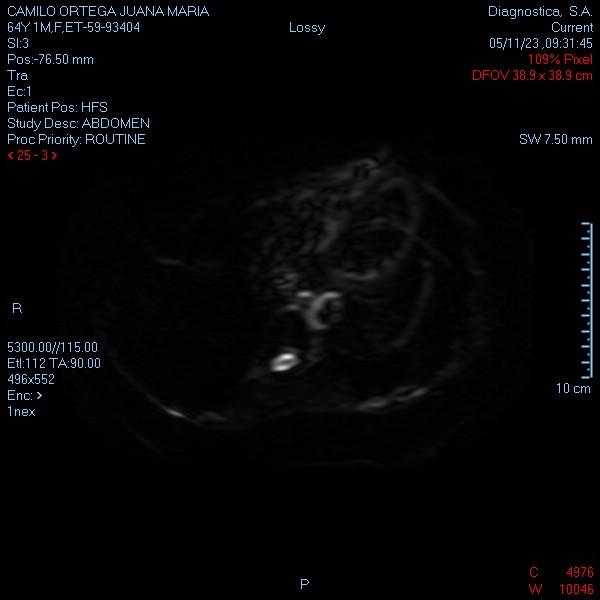 CAMILO ORTEGA JUANA MARIA
64Y 1M,F,ET-59-93404
Sl:3
Pos:-76.50 mm
Tra
Ec:1
Patient Pos: HFS
Study Desc: ABDOMEN
Proc Priority: ROUTINE
< 25 - 3 >
Lossy
Diagnostica, S.A.
Current
05/11/23 ,09:31:45
109% Pixel
DFOV 38.9 x 38.9 cm
SW 7.50 mm
R
5300.00//115.00
Etl:112 TA:90.00
496x552
Enc: >
1nex
10 cm
P
C 4976
W 10046